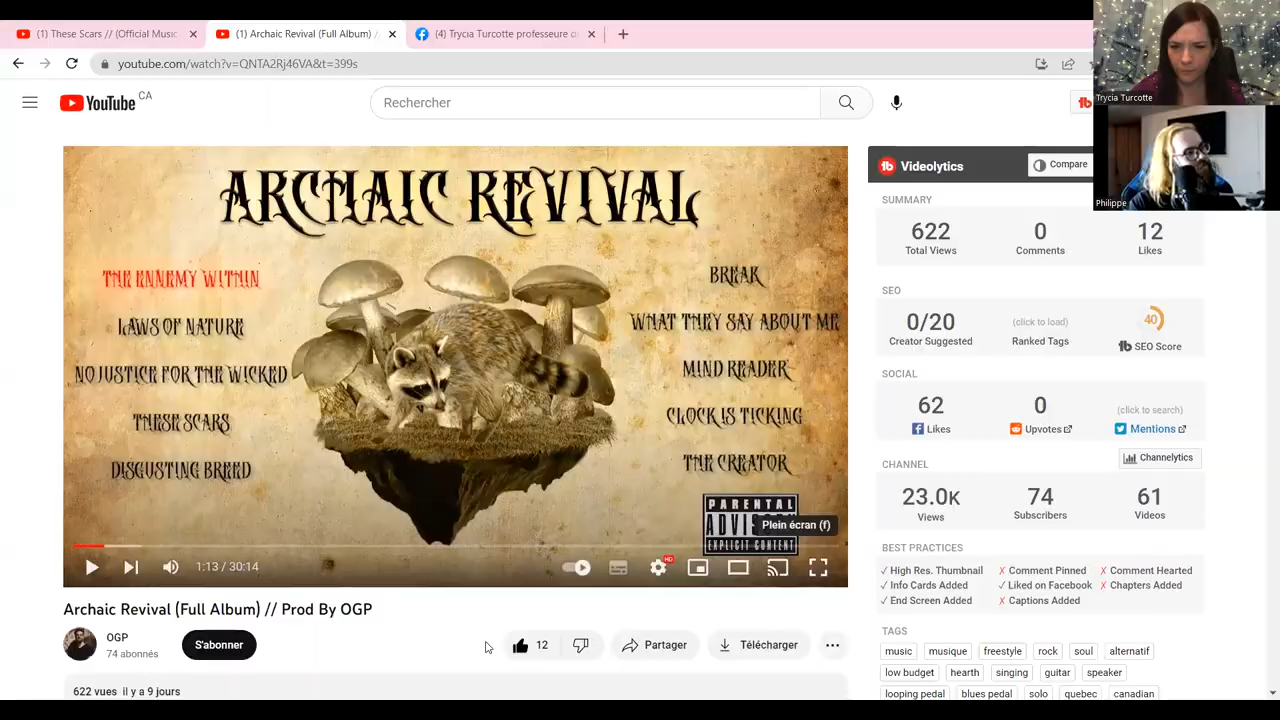 (1) These Scars // (Official Music
(1) Archaic Revival (Full Album) /
(4) Trycia Turcotte professeure
youtube.com/watch?v=QNTA2Rj46VA&t=399s
YouTube CA
Rechercher
Trycia Turcotte
Philippe
ARCHAIC REVIVAL
THE ENNEMY WITHIN
LAWS OF NATURE
NO JUSTICE FOR THE WICKED
THESE SCARS
DISGUSTING BREED
BREAK
WHAT THEY SAY ABOUT ME
MIND READER
CLOCK IS TICKING
THE CREATOR
PARENTAL
EXPLICIT CONTENT
Plein écran (f)
1:13 / 30:14
HD
Archaic Revival (Full Album) // Prod By OGP
OGP
74 abonnés
S'abonner
12
Partager
Télécharger
622 vues il y a 9 jours
tb Videolytics
Compare
SUMMARY
622 0 12
Total Views Comments Likes
SEO
0/20 (click to load) 40
Creator Suggested Ranked Tags tb SEO Score
SOCIAL
62 0 (click to search)
Likes Upvotes Mentions
CHANNEL
Channelytics
23.0K 74 61
Views Subscribers Videos
BEST PRACTICES
✓ High Res. Thumbnail ✗ Comment Pinned ✗ Comment Hearted
✓ Info Cards Added ✓ Liked on Facebook ✗ Chapters Added
✓ End Screen Added ✗ Captions Added
TAGS
music musique freestyle rock soul alternatif
low budget hearth singing guitar speaker
looping pedal blues pedal solo quebec canadian